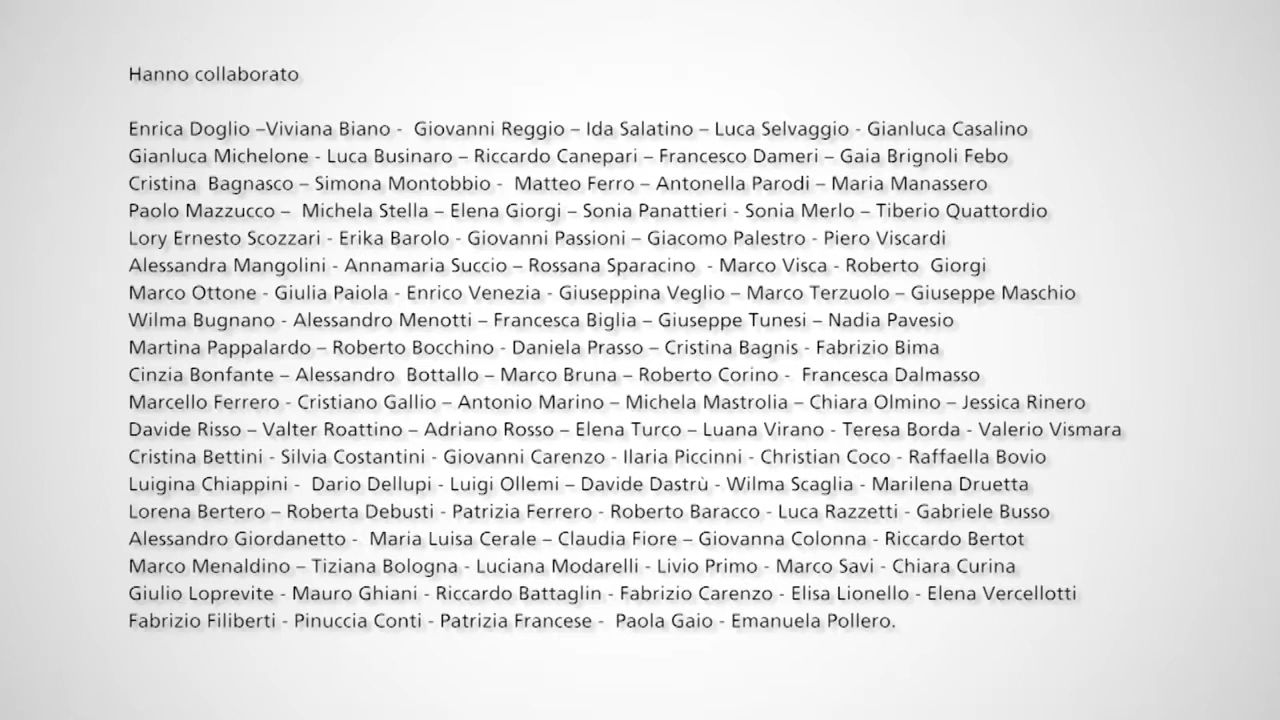 Hanno collaborato
Enrica Doglio –Viviana Biano -  Giovanni Reggio – Ida Salatino – Luca Selvaggio - Gianluca Casalino
Gianluca Michelone - Luca Businaro – Riccardo Canepari – Francesco Dameri – Gaia Brignoli Febo
Cristina  Bagnasco – Simona Montobbio -  Matteo Ferro – Antonella Parodi – Maria Manassero
Paolo Mazzucco –  Michela Stella – Elena Giorgi – Sonia Panattieri - Sonia Merlo – Tiberio Quattordio
Lory Ernesto Scozzari - Erika Barolo - Giovanni Passioni – Giacomo Palestro - Piero Viscardi
Alessandra Mangolini - Annamaria Succio – Rossana Sparacino  - Marco Visca - Roberto  Giorgi
Marco Ottone - Giulia Paiola - Enrico Venezia - Giuseppina Veglio – Marco Terzuolo – Giuseppe Maschio
Wilma Bugnano - Alessandro Menotti – Francesca Biglia – Giuseppe Tunesi – Nadia Pavesio
Martina Pappalardo – Roberto Bocchino - Daniela Prasso – Cristina Bagnis - Fabrizio Bima
Cinzia Bonfante – Alessandro  Bottallo – Marco Bruna – Roberto Corino -  Francesca Dalmasso
Marcello Ferrero - Cristiano Gallio – Antonio Marino – Michela Mastrolia – Chiara Olmino – Jessica Rinero
Davide Risso – Valter Roattino – Adriano Rosso – Elena Turco – Luana Virano - Teresa Borda - Valerio Vismara
Cristina Bettini - Silvia Costantini - Giovanni Carenzo - Ilaria Piccinni - Christian Coco - Raffaella Bovio
Luigina Chiappini -  Dario Dellupi - Luigi Ollemi – Davide Dastrù - Wilma Scaglia - Marilena Druetta
Lorena Bertero – Roberta Debusti - Patrizia Ferrero - Roberto Baracco - Luca Razzetti - Gabriele Busso
Alessandro Giordanetto -  Maria Luisa Cerale – Claudia Fiore – Giovanna Colonna - Riccardo Bertot
Marco Menaldino – Tiziana Bologna - Luciana Modarelli - Livio Primo - Marco Savi - Chiara Curina
Giulio Loprevite - Mauro Ghiani - Riccardo Battaglin - Fabrizio Carenzo - Elisa Lionello - Elena Vercellotti
Fabrizio Filiberti - Pinuccia Conti - Patrizia Francese -  Paola Gaio - Emanuela Pollero.